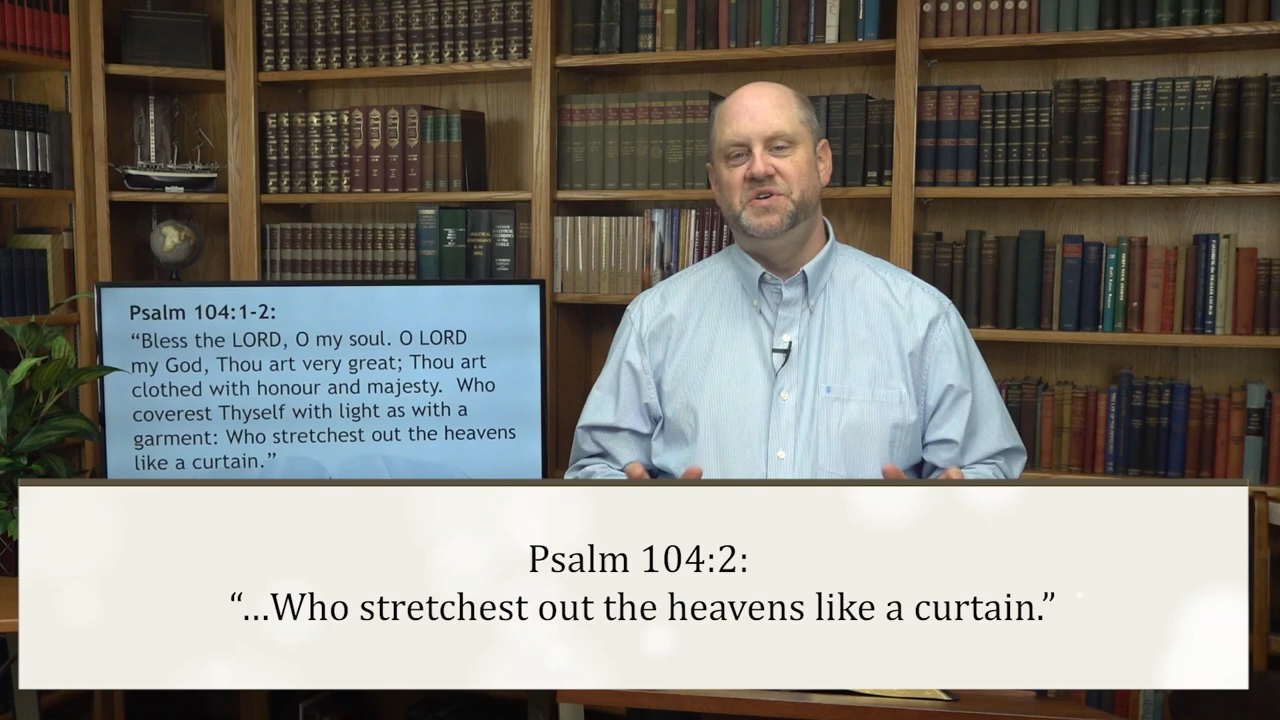 Psalm 104:1-2:
“Bless the LORD, O my soul. O LORD
my God, Thou art very great; Thou art
clothed with honour and majesty.  Who
coverest Thyself with light as with a
garment: Who stretchest out the heavens
like a curtain.”
Psalm 104:2:
“...Who stretchest out the heavens like a curtain.”